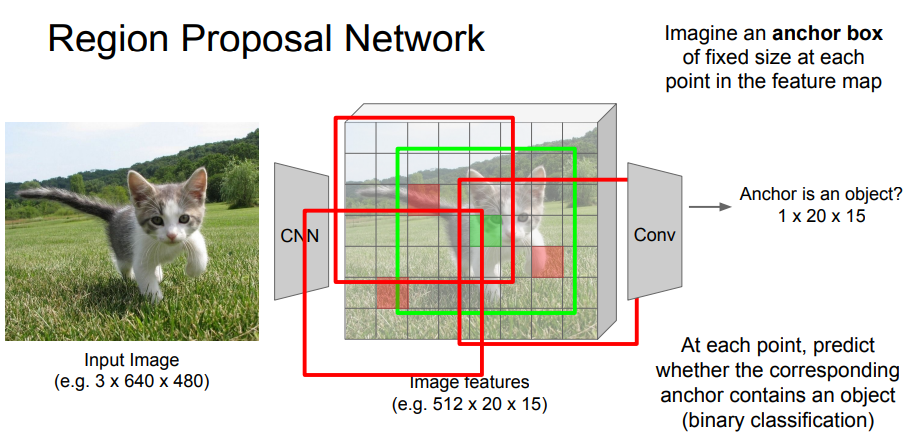 Region Proposal Network
Imagine an anchor box
of fixed size at each
point in the feature map
CNN
Conv
Anchor is an object?
1 x 20 x 15
Input Image
(e.g. 3 x 640 x 480)
Image features
(e.g. 512 x 20 x 15)
At each point, predict
whether the corresponding
anchor contains an object
(binary classification)